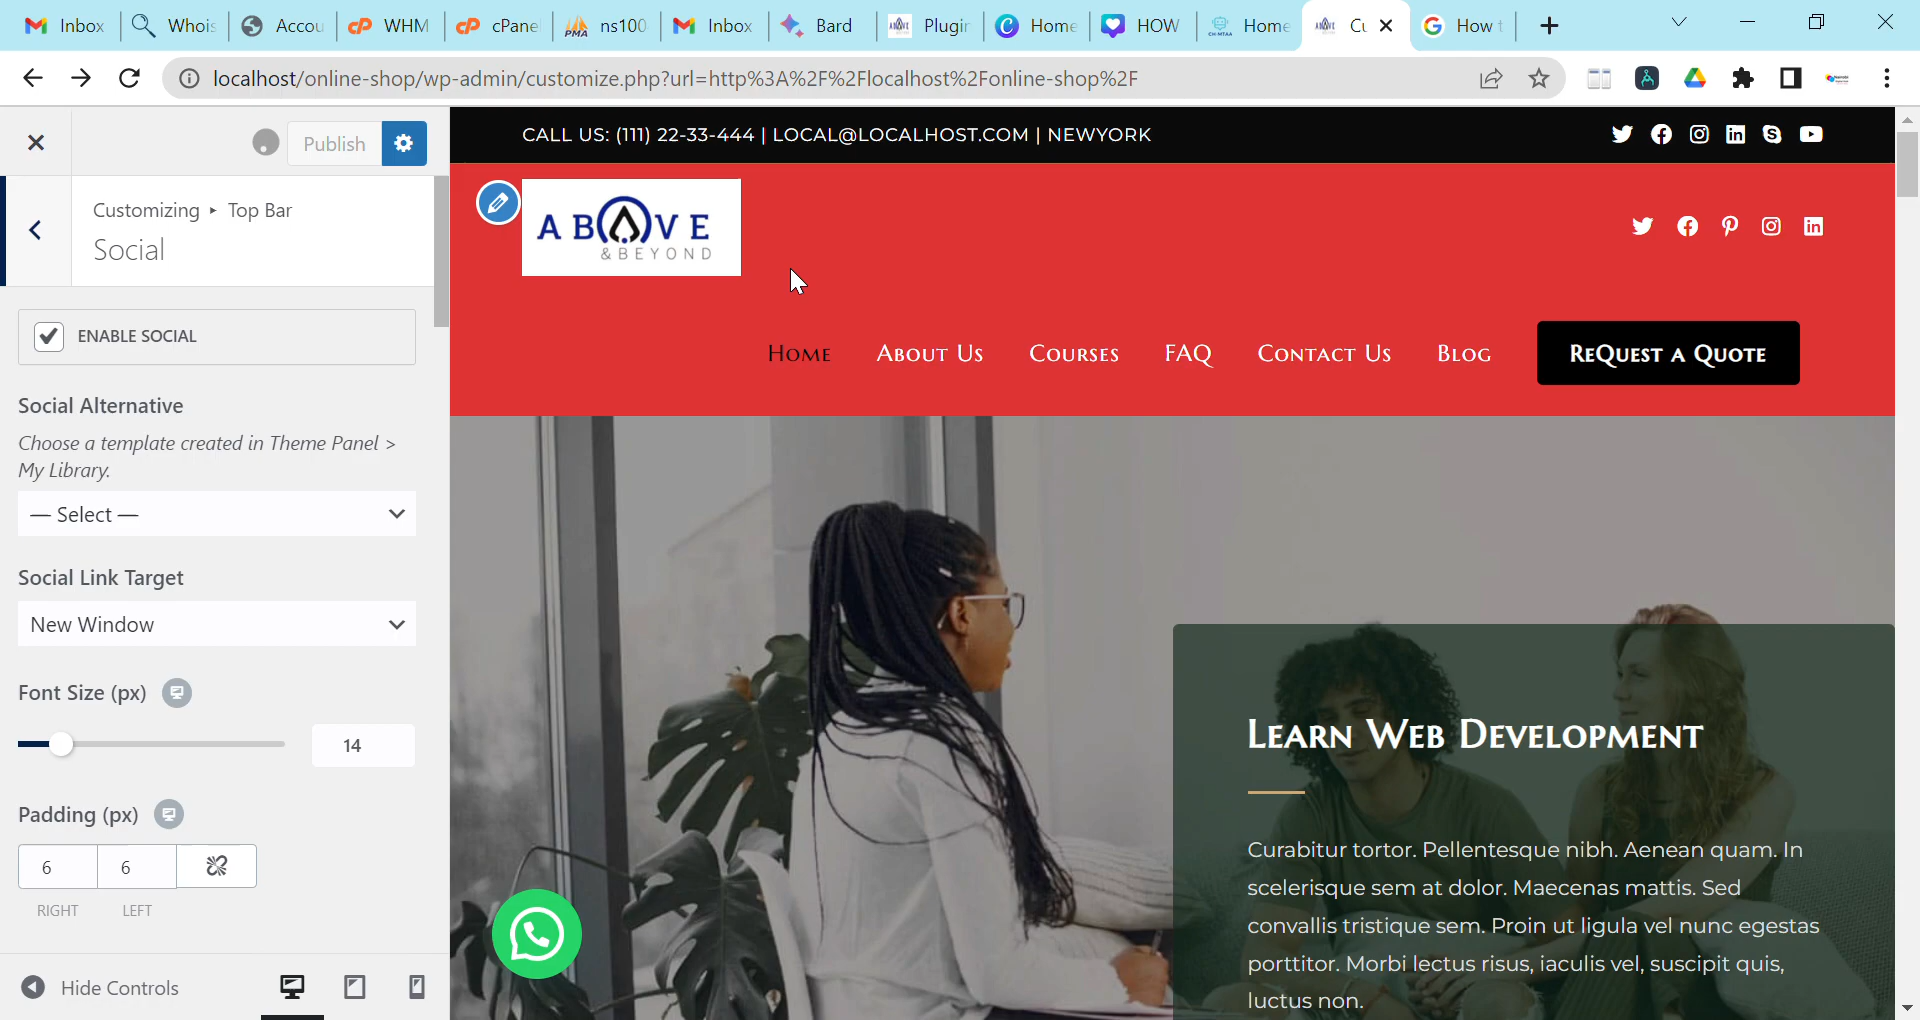 Inbox
Whois
Accou
WHM
cPane
ns100
Inbox
Bard
Plugin
Home
HOW
Home
Cu
How t
localhost/online-shop/wp-admin/customize.php?url=http%3A%2F%2Flocalhost%2Fonline-shop%2F
Publish
Customizing ▸ Top Bar
Social
ENABLE SOCIAL
Social Alternative
Choose a template created in Theme Panel >
My Library.
— Select —
Social Link Target
New Window
Font Size (px)
14
Padding (px)
6 6
RIGHT LEFT
Hide Controls
CALL US: (111) 22-33-444 | LOCAL@LOCALHOST.COM | NEWYORK
ABOVE
& BEYOND
Home About Us Courses FAQ Contact Us Blog ReQuest a Quote
Learn Web Development
Curabitur tortor. Pellentesque nibh. Aenean quam. In
scelerisque sem at dolor. Maecenas mattis. Sed
convallis tristique sem. Proin ut ligula vel nunc egestas
porttitor. Morbi lectus risus, iaculis vel, suscipit quis,
luctus non.